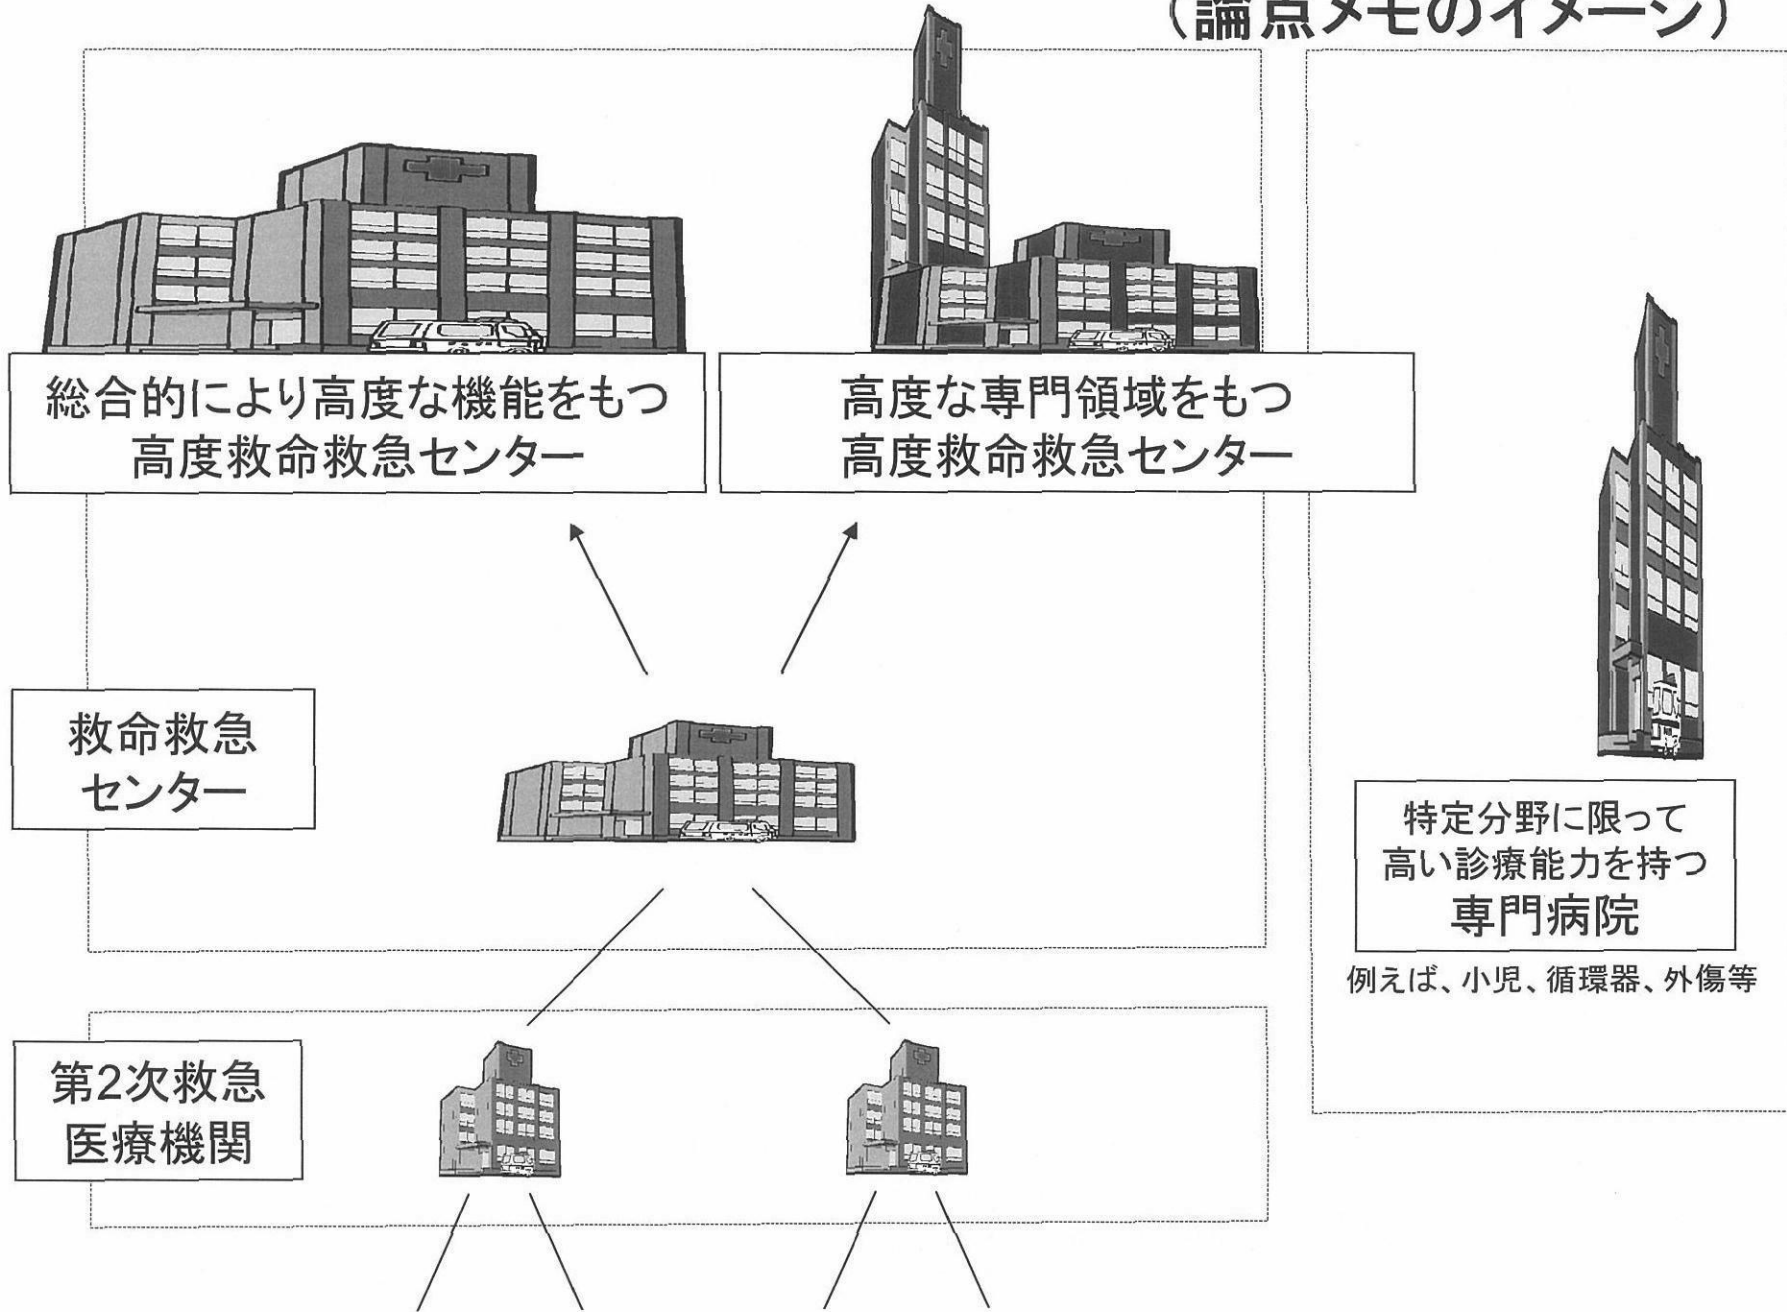 (論点メモのイメージ)
総合的により高度な機能をもつ
高度救命救急センター
高度な専門領域をもつ
高度救命救急センター
救命救急
センター
特定分野に限って
高い診療能力を持つ
専門病院
例えば、小児、循環器、外傷等
第2次救急
医療機関